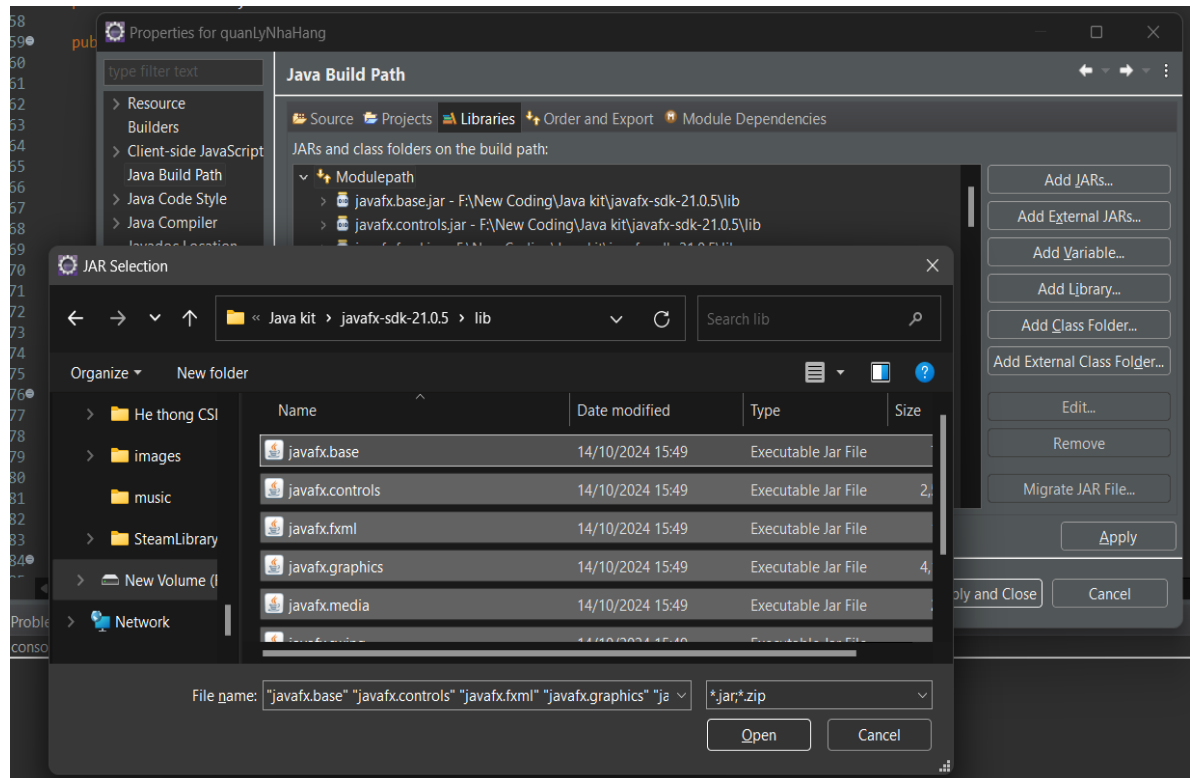 58
59
pub
60
61
62
63
64
65
66
67
68
69
70
71
72
73
74
75
76
77
78
79
80
81
82
83
84
Proble
conso
Properties for quanLyNhaHang
type filter text
Resource
Builders
Client-side JavaScript
Java Build Path
Java Code Style
Java Compiler
Javadoc Location
Java Build Path
Source Projects Libraries Order and Export Module Dependencies
JARs and class folders on the build path:
Modulepath
javafx.base.jar - F:\New Coding\Java kit\javafx-sdk-21.0.5\lib
javafx.controls.jar - F:\New Coding\Java kit\javafx-sdk-21.0.5\lib
Add JARs...
Add External JARs...
Add Variable...
Add Library...
Add Class Folder...
Add External Class Folder...
Edit...
Remove
Migrate JAR File...
Apply
ply and Close Cancel
JAR Selection
« Java kit › javafx-sdk-21.0.5 › lib
Search lib
Organize New folder
He thong CSI
images
music
SteamLibrary
New Volume (
Network
Name Date modified Type Size
javafx.base 14/10/2024 15:49 Executable Jar File
javafx.controls 14/10/2024 15:49 Executable Jar File 2,
javafx.fxml 14/10/2024 15:49 Executable Jar File
javafx.graphics 14/10/2024 15:49 Executable Jar File 4,
javafx.media 14/10/2024 15:49 Executable Jar File
File name: "javafx.base" "javafx.controls" "javafx.fxml" "javafx.graphics" "ja
*.jar;*.zip
Open Cancel